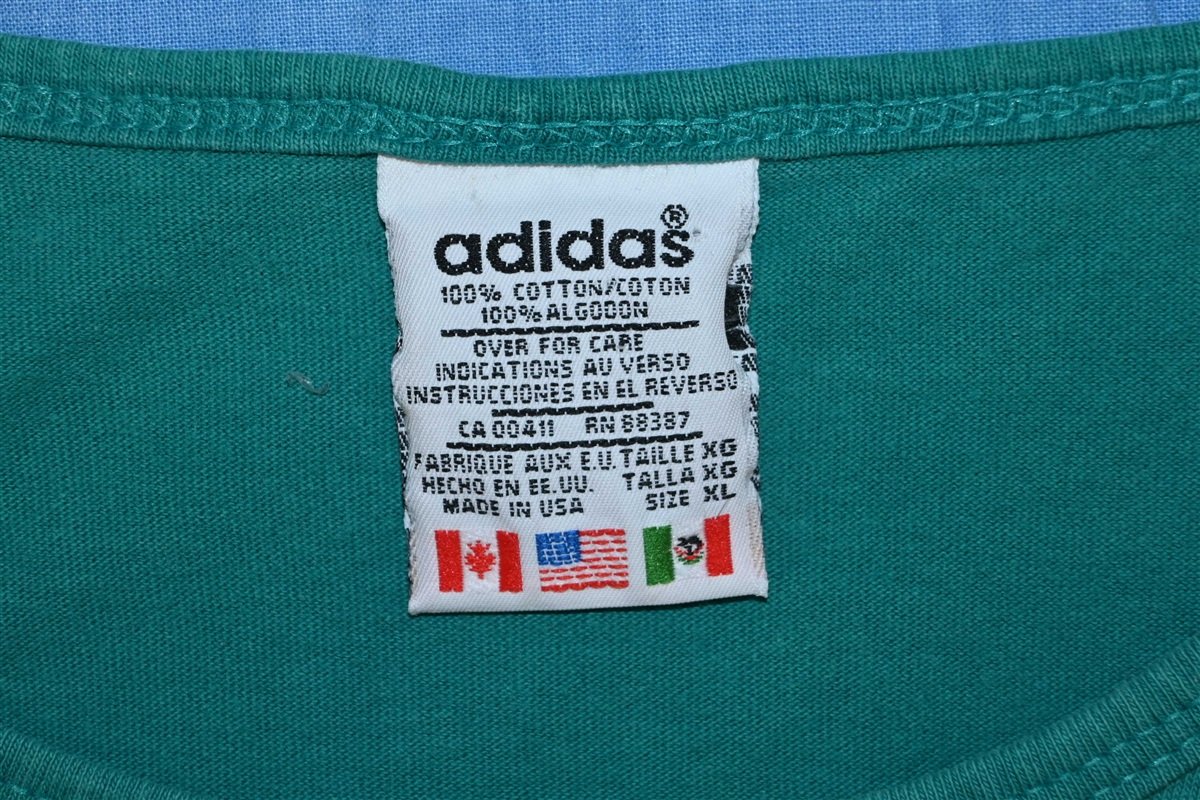 adidas®
100% COTTON/COTON
100% ALGODON
OVER FOR CARE
INDICATIONS AU VERSO
INSTRUCCIONES EN EL REVERSO
CA 00411 RN 88387
FABRIQUE AUX E.U. TAILLE XG
HECHO EN EE.UU. TALLA XG
MADE IN USA SIZE XL